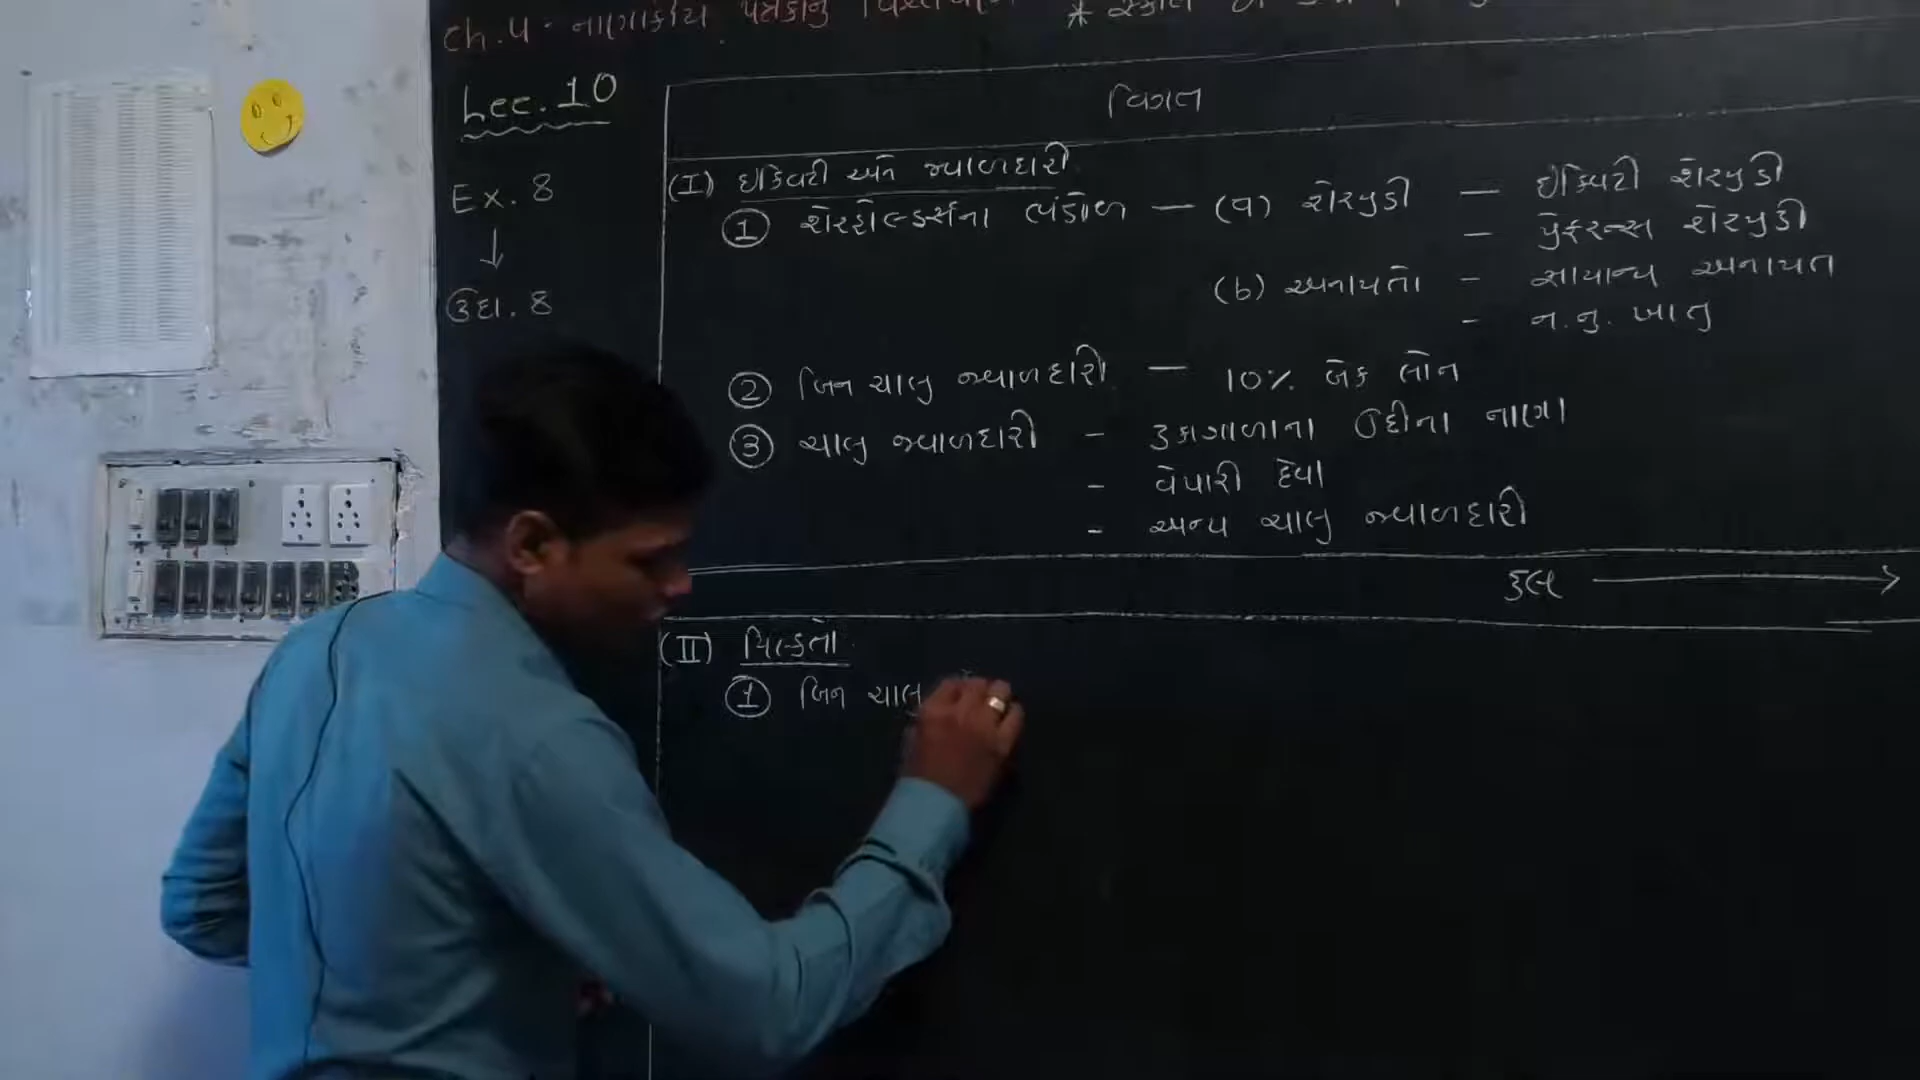 Ch.4. નાણાકીય પત્રકોનું
Lec. 10
Ex. 8
↓
ઉદા. 8
વિગત
(I) ઇક્વિટી અને જવાબદારી
① શેરહોલ્ડર્સના ભંડોળ — (a) શેરમુડી — ઇક્વિટી શેરમુડી
— પ્રેફરન્સ શેરમુડી
(b) અનામતો - સામાન્ય અનામત
- ન.નુ. ખાતુ
② બિન ચાલુ જવાબદારી — 10% બેંક લોન
③ ચાલુ જવાબદારી - ટુકાગાળાના ઉછીના નાણા
- વેપારી દેવા
- અન્ય ચાલુ જવાબદારી
કુલ →
(II) મિલ્કતો
① બિન ચાલુ